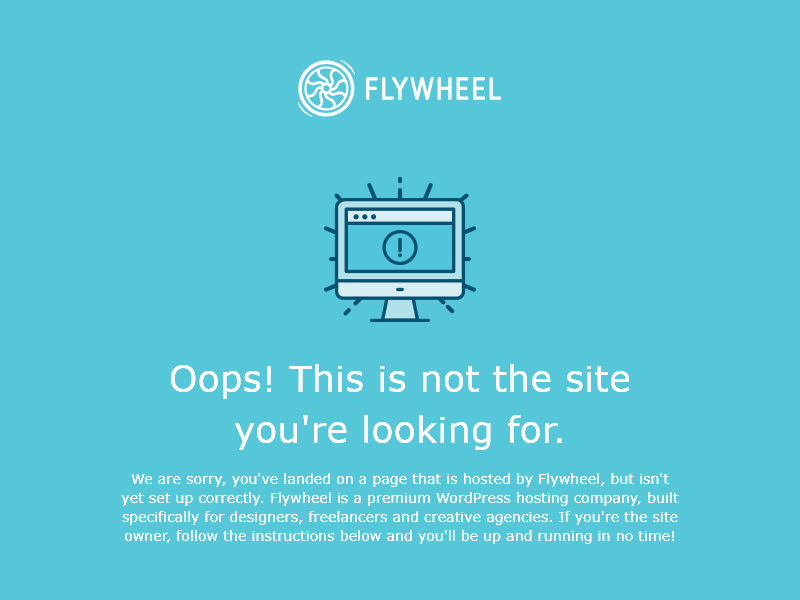 FLYWHEEL
Oops! This is not the site
you're looking for.
We are sorry, you've landed on a page that is hosted by Flywheel, but isn't
yet set up correctly. Flywheel is a premium WordPress hosting company, built
specifically for designers, freelancers and creative agencies. If you're the site
owner, follow the instructions below and you'll be up and running in no time!